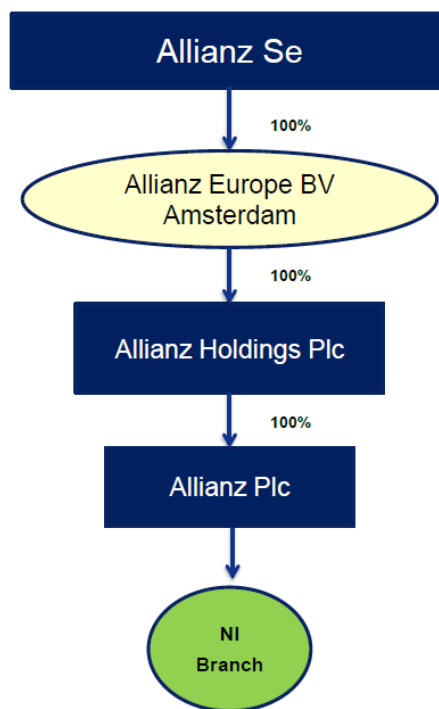 Allianz Se
100%
Allianz Europe BV
Amsterdam
100%
Allianz Holdings Plc
100%
Allianz Plc
NI
Branch